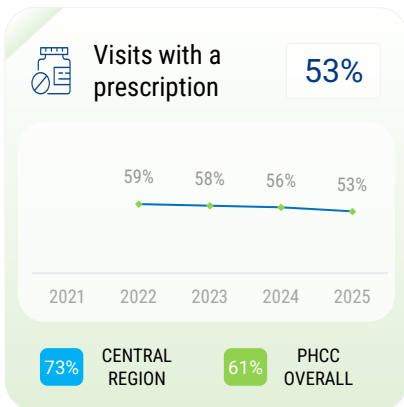 Visits with a
prescription
53%
59% 58% 56% 53%
2021 2022 2023 2024 2025
73% CENTRAL
REGION
61% PHCC
OVERALL